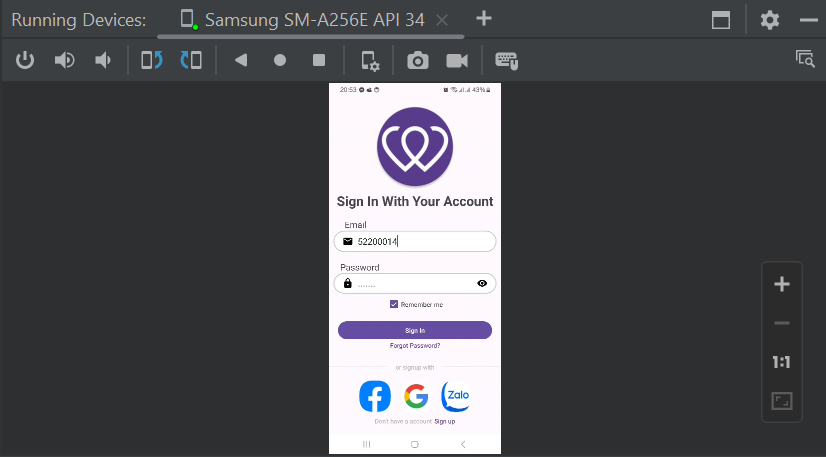 Running Devices: Samsung SM-A256E API 34
20:53 43%
Sign In With Your Account
Email
52200014
Password
.......
Remember me
Sign In
Forgot Password?
or signup with
Zalo
Don't have a account Sign up
1:1